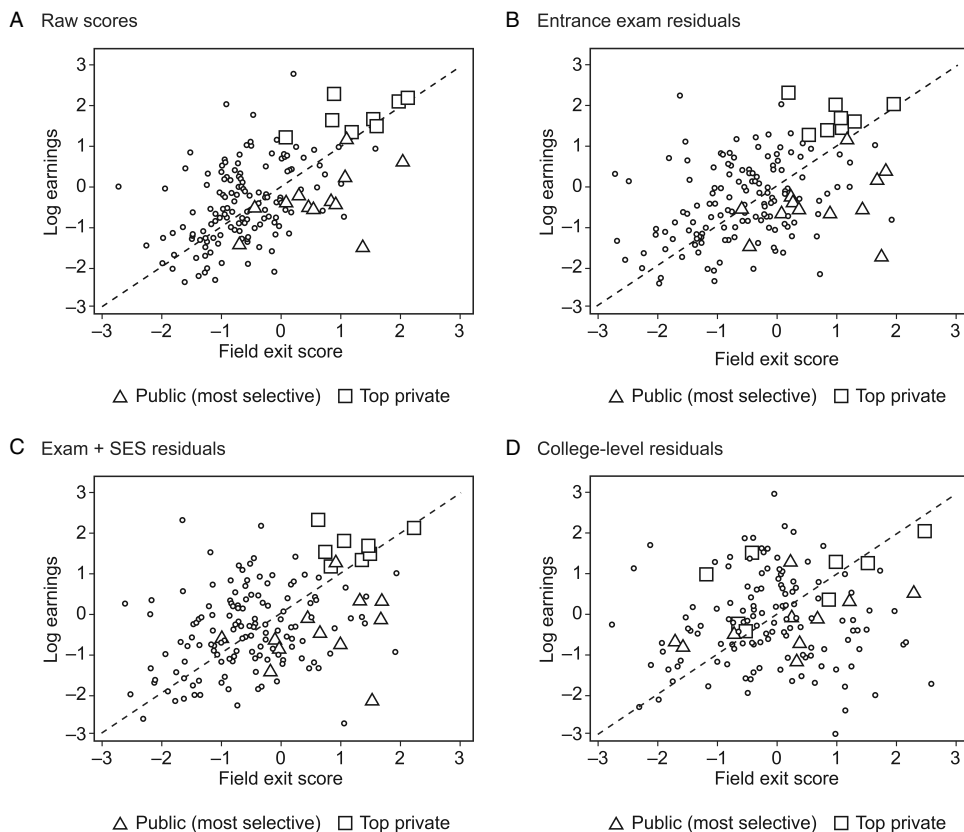 A Raw scores
Log earnings
3
2
1
0
–1
–2
–3
–3 –2 –1 0 1 2 3
Field exit score
△ Public (most selective) □ Top private
B Entrance exam residuals
Log earnings
3
2
1
0
–1
–2
–3
–3 –2 –1 0 1 2 3
Field exit score
△ Public (most selective) □ Top private
C Exam + SES residuals
Log earnings
3
2
1
0
–1
–2
–3
–3 –2 –1 0 1 2 3
Field exit score
△ Public (most selective) □ Top private
D College-level residuals
Log earnings
3
2
1
0
–1
–2
–3
–3 –2 –1 0 1 2 3
Field exit score
△ Public (most selective) □ Top private